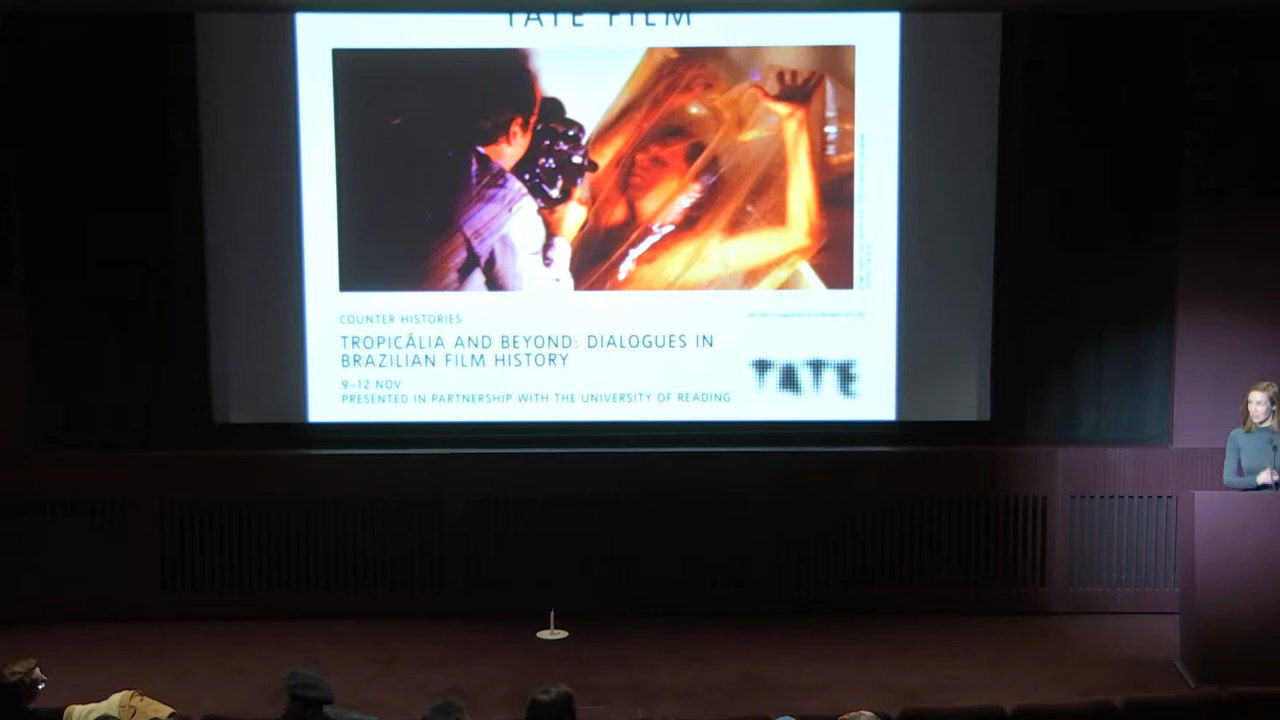 TATE FILM
COUNTER HISTORIES
TROPICÁLIA AND BEYOND: DIALOGUES IN
BRAZILIAN FILM HISTORY
9–12 NOV
PRESENTED IN PARTNERSHIP WITH THE UNIVERSITY OF READING
TATE